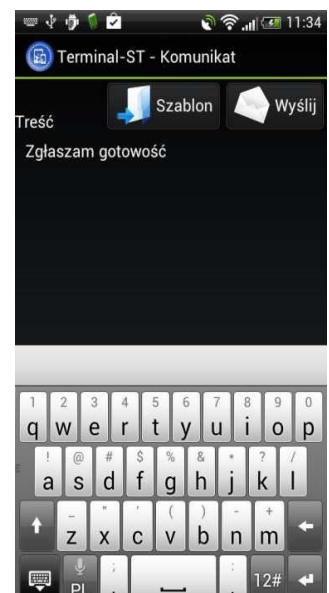 11:34
Terminal-ST - Komunikat
Treść
Szablon
Wyślij
Zgłaszam gotowość
1 2 3 4 5 6 7 8 9 0
q w e r t y u i o p
! @ # $ % & * ? /
a s d f g h j k l
_ " ' ( ) - +
z x c v b n m
; :
PL . 12#